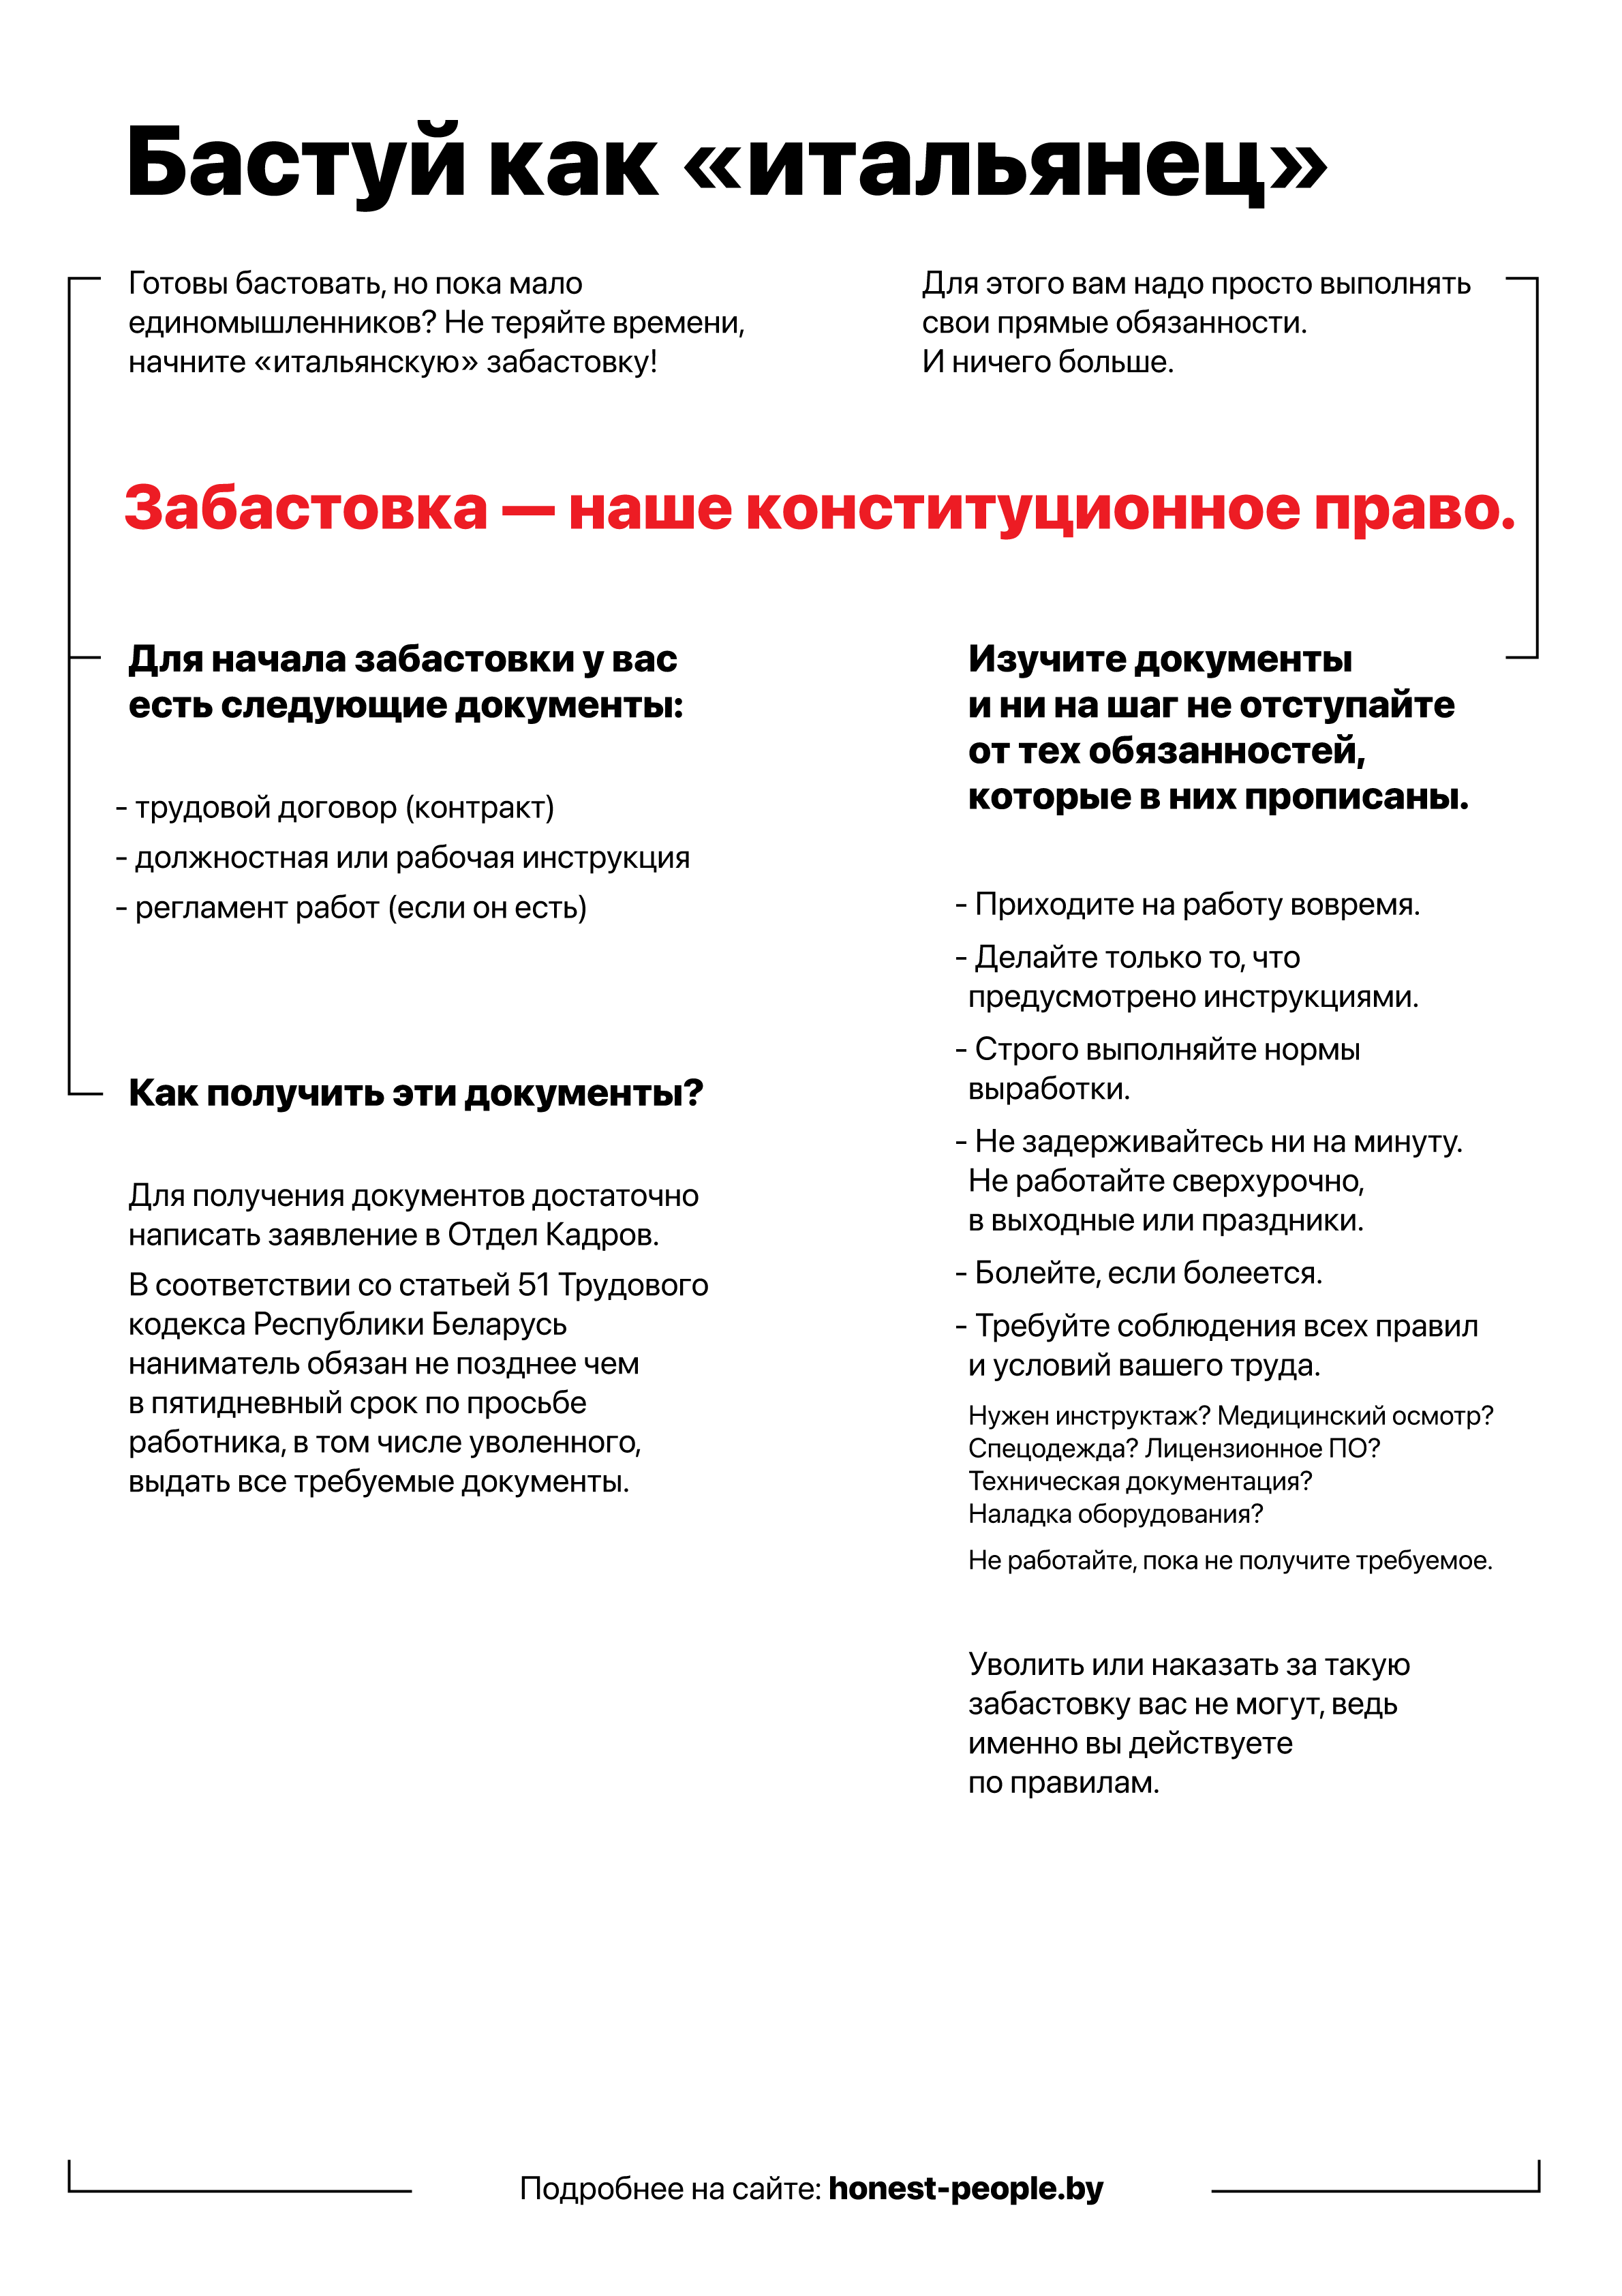 Бастуй как «итальянец»
Готовы бастовать, но пока мало
единомышленников? Не теряйте времени,
начните «итальянскую» забастовку!
Для этого вам надо просто выполнять
свои прямые обязанности.
И ничего больше.
Забастовка — наше конституционное право.
Для начала забастовки у вас
есть следующие документы:
- трудовой договор (контракт)
- должностная или рабочая инструкция
- регламент работ (если он есть)
Как получить эти документы?
Для получения документов достаточно
написать заявление в Отдел Кадров.
В соответствии со статьей 51 Трудового
кодекса Республики Беларусь
наниматель обязан не позднее чем
в пятидневный срок по просьбе
работника, в том числе уволенного,
выдать все требуемые документы.
Изучите документы
и ни на шаг не отступайте
от тех обязанностей,
которые в них прописаны.
- Приходите на работу вовремя.
- Делайте только то, что
предусмотрено инструкциями.
- Строго выполняйте нормы
выработки.
- Не задерживайтесь ни на минуту.
Не работайте сверхурочно,
в выходные или праздники.
- Болейте, если болеется.
- Требуйте соблюдения всех правил
и условий вашего труда.
Нужен инструктаж? Медицинский осмотр?
Спецодежда? Лицензионное ПО?
Техническая документация?
Наладка оборудования?
Не работайте, пока не получите требуемое.
Уволить или наказать за такую
забастовку вас не могут, ведь
именно вы действуете
по правилам.
Подробнее на сайте: honest-people.by